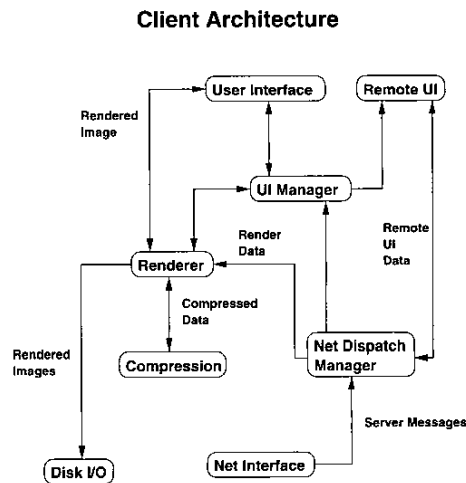 Client Architecture
User Interface
Remote UI
Rendered
Image
UI Manager
Render
Data
Remote
UI
Data
Renderer
Compressed
Data
Rendered
Images
Compression
Net Dispatch
Manager
Server Messages
Disk I/O
Net Interface